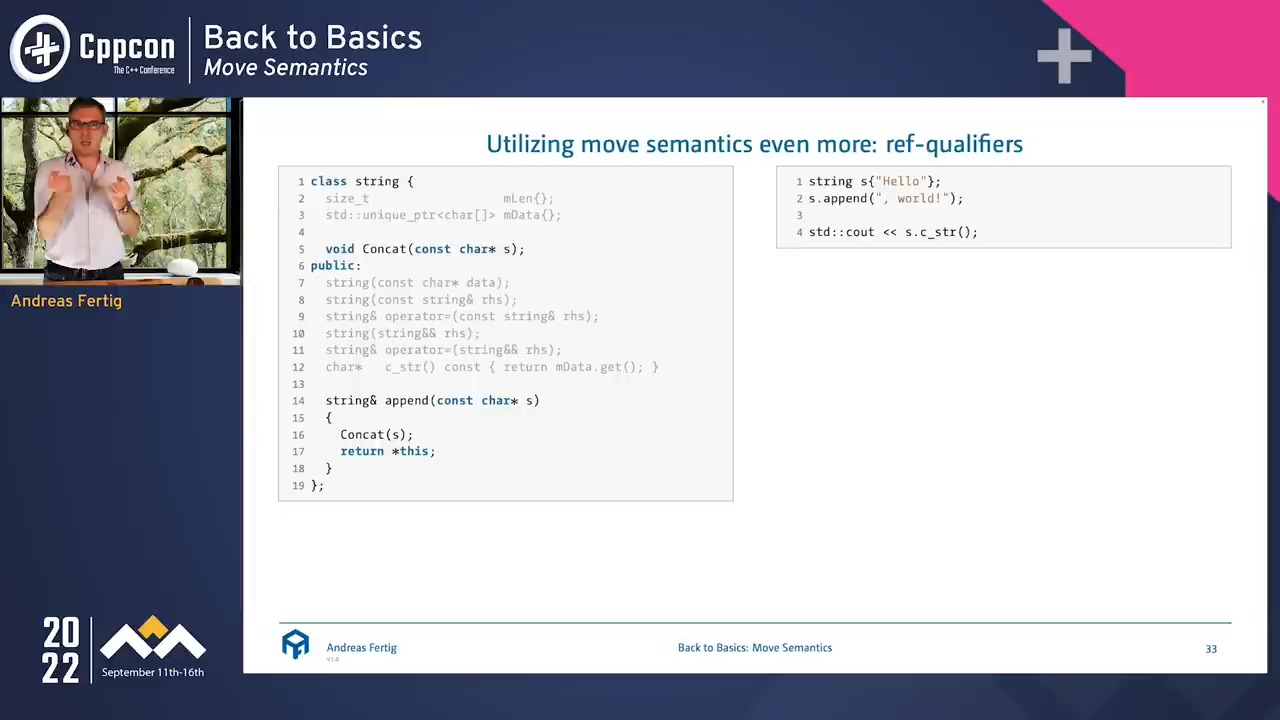 Cppcon
The C++ Conference
Back to Basics
Move Semantics
Andreas Fertig
20
22
September 11th-16th
Utilizing move semantics even more: ref-qualifiers
1 class string {
2   size_t                  mLen{};
3   std::unique_ptr<char[]> mData{};
4
5   void Concat(const char* s);
6 public:
7   string(const char* data);
8   string(const string& rhs);
9   string& operator=(const string& rhs);
10   string(string&& rhs);
11   string& operator=(string&& rhs);
12   char*   c_str() const { return mData.get(); }
13
14   string& append(const char* s)
15   {
16     Concat(s);
17     return *this;
18   }
19 };
1 string s{"Hello"};
2 s.append(", world!");
3
4 std::cout << s.c_str();
Andreas Fertig
v1.0
Back to Basics: Move Semantics
33